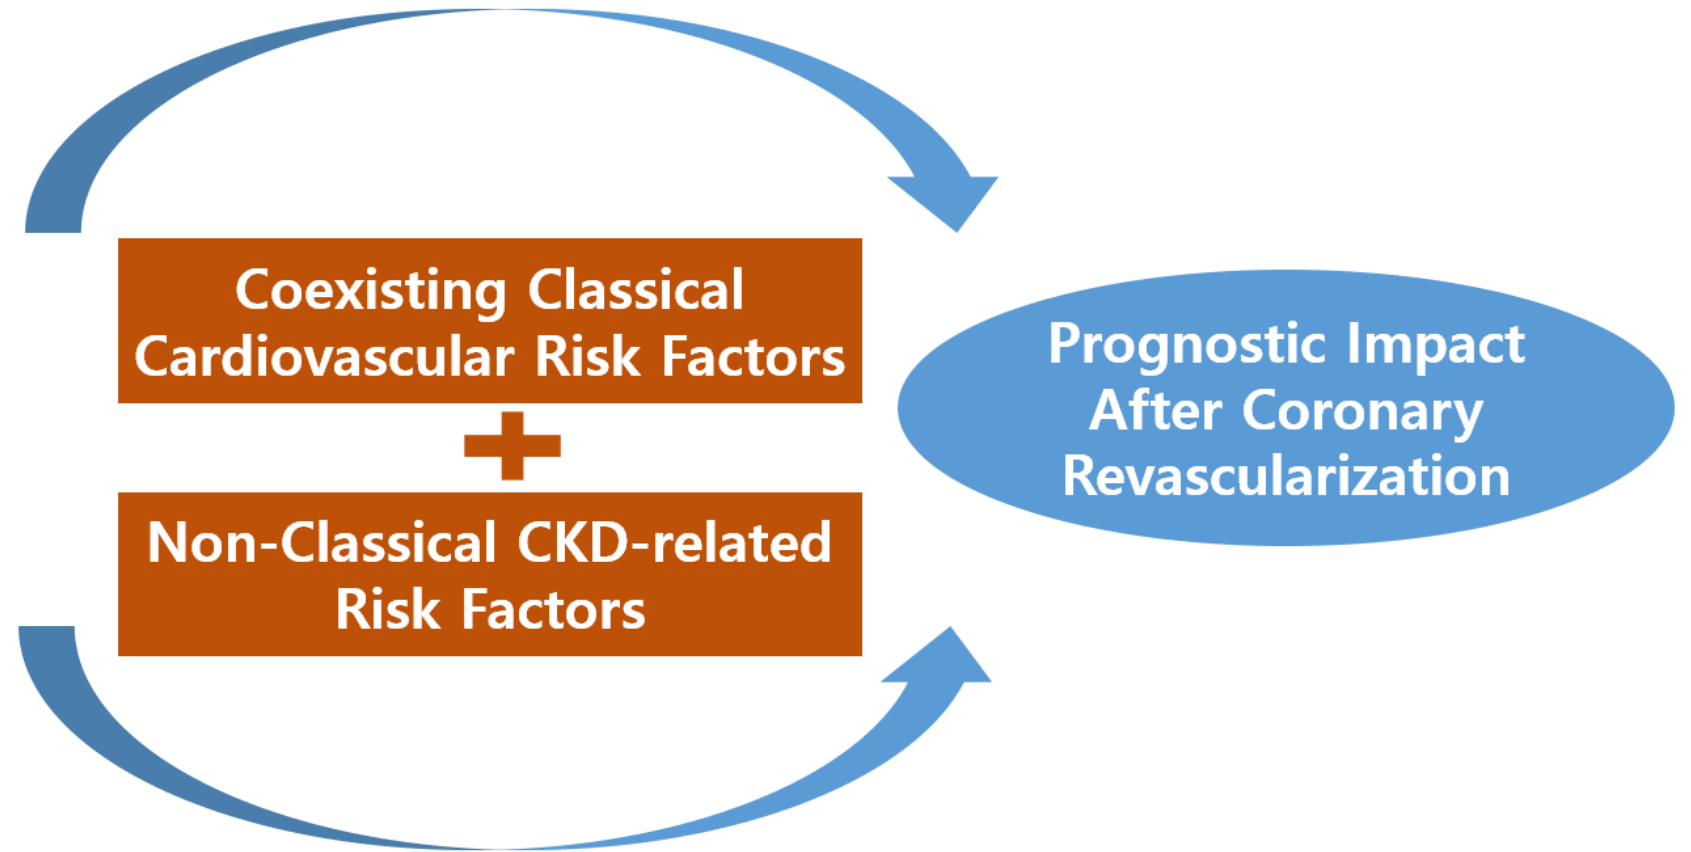 Coexisting Classical
Cardiovascular Risk Factors
Non-Classical CKD-related
Risk Factors
Prognostic Impact
After Coronary
Revascularization